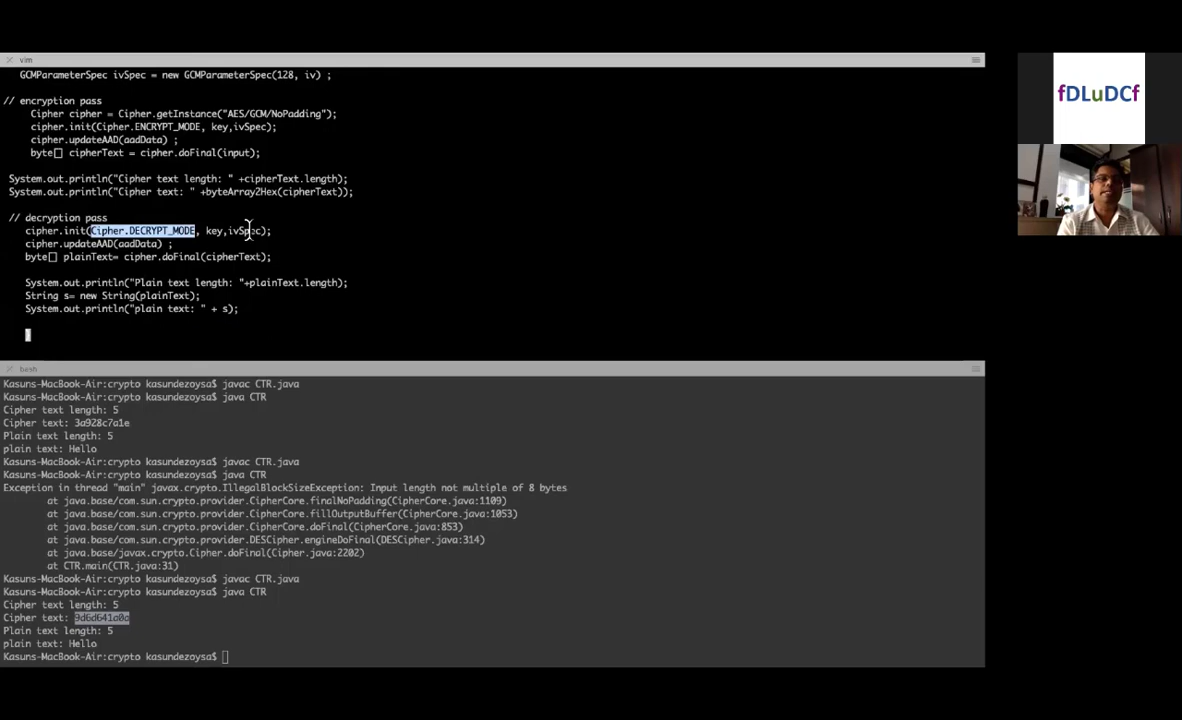 vim
GCMParameterSpec ivSpec = new GCMParameterSpec(128, iv) ;
// encryption pass
Cipher cipher = Cipher.getInstance("AES/GCM/NoPadding");
cipher.init(Cipher.ENCRYPT_MODE, key,ivSpec);
cipher.updateAAD(aadData) ;
byte[] cipherText = cipher.doFinal(input);
System.out.println("Cipher text length: " +cipherText.length);
System.out.println("Cipher text: " +byteArray2Hex(cipherText));
// decryption pass
cipher.init(Cipher.DECRYPT_MODE, key,ivSpec);
cipher.updateAAD(aadData) ;
byte[] plainText= cipher.doFinal(cipherText);
System.out.println("Plain text length: "+plainText.length);
String s= new String(plainText);
System.out.println("plain text: " + s);
}
bash
Kasuns-MacBook-Air:crypto kasundezoysa$ javac CTR.java
Kasuns-MacBook-Air:crypto kasundezoysa$ java CTR
Cipher text length: 5
Cipher text: 3a928c7a1e
Plain text length: 5
plain text: Hello
Kasuns-MacBook-Air:crypto kasundezoysa$ javac CTR.java
Kasuns-MacBook-Air:crypto kasundezoysa$ java CTR
Exception in thread "main" javax.crypto.IllegalBlockSizeException: Input length not multiple of 8 bytes
at java.base/com.sun.crypto.provider.CipherCore.finalNoPadding(CipherCore.java:1109)
at java.base/com.sun.crypto.provider.CipherCore.fillOutputBuffer(CipherCore.java:1053)
at java.base/com.sun.crypto.provider.CipherCore.doFinal(CipherCore.java:853)
at java.base/com.sun.crypto.provider.DESCipher.engineDoFinal(DESCipher.java:314)
at java.base/javax.crypto.Cipher.doFinal(Cipher.java:2202)
at CTR.main(CTR.java:31)
Kasuns-MacBook-Air:crypto kasundezoysa$ javac CTR.java
Kasuns-MacBook-Air:crypto kasundezoysa$ java CTR
Cipher text length: 5
Cipher text: 9d6d641a0a
Plain text length: 5
plain text: Hello
Kasuns-MacBook-Air:crypto kasundezoysa$
fDLuDCf